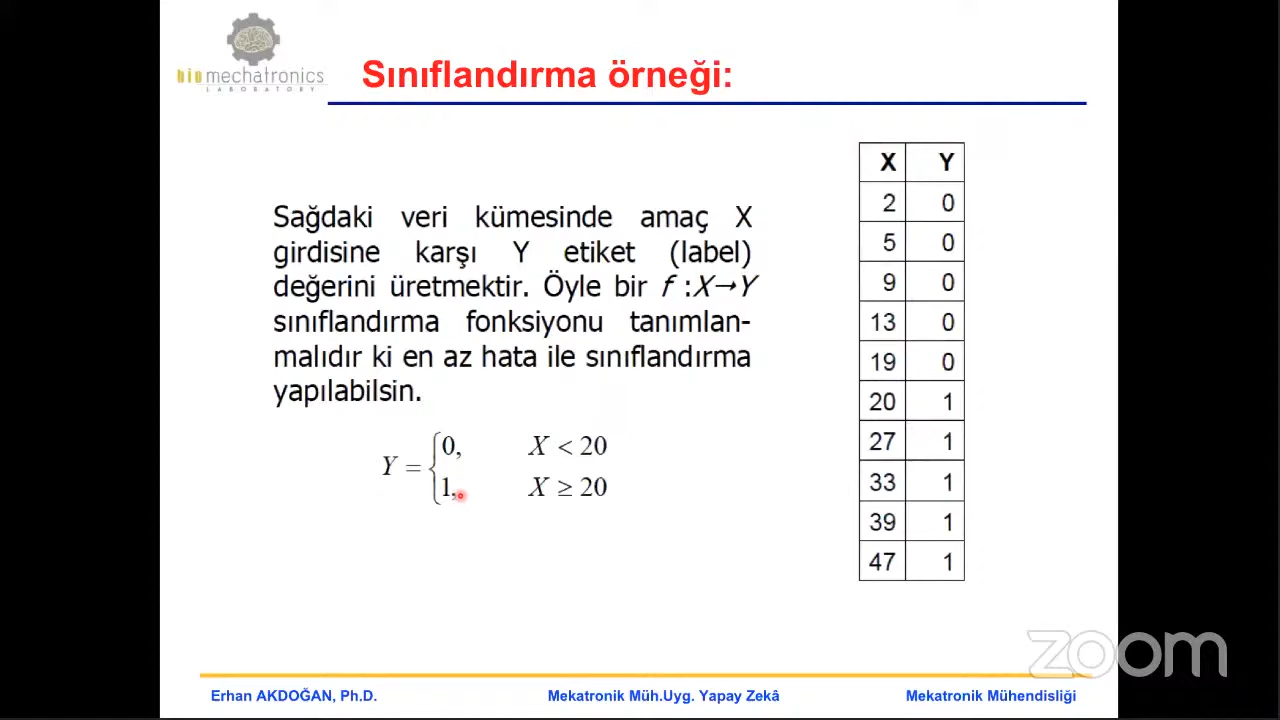 biomechatronics
LABORATORY
Sınıflandırma örneği:
Sağdaki veri kümesinde amaç X
girdisine karşı Y etiket (label)
değerini üretmektir. Öyle bir f :X→Y
sınıflandırma fonksiyonu tanımlan-
malıdır ki en az hata ile sınıflandırma
yapılabilsin.
Y = {0, X < 20
1, X ≥ 20
X Y
2 0
5 0
9 0
13 0
19 0
20 1
27 1
33 1
39 1
47 1
zoom
Erhan AKDOĞAN, Ph.D. Mekatronik Müh.Uyg. Yapay Zekâ Mekatronik Mühendisliği